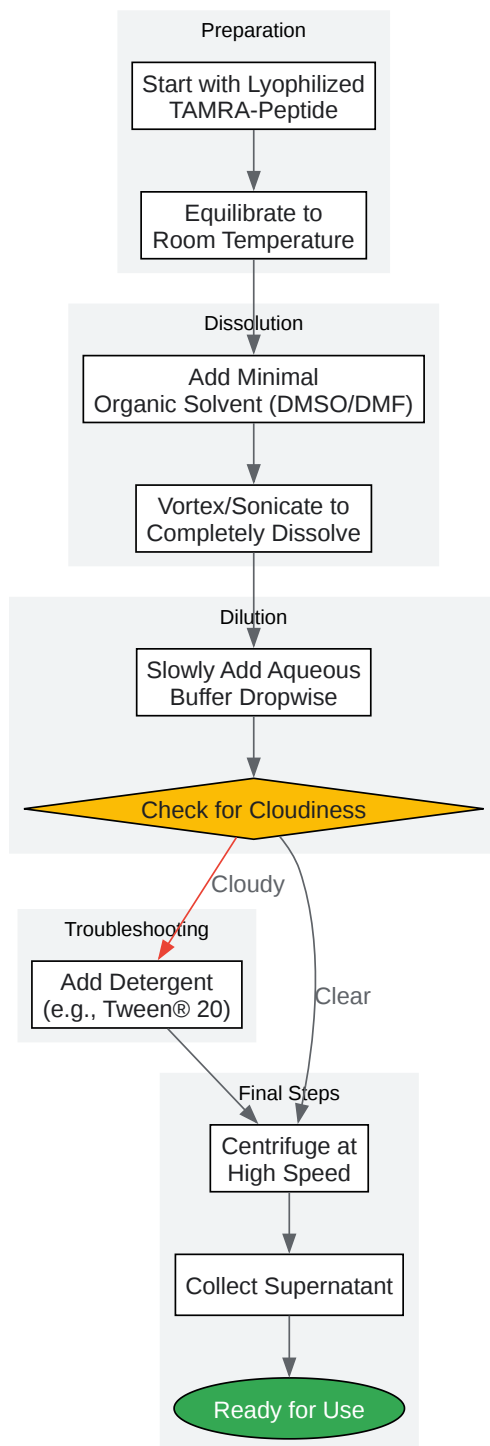 Preparation
Start with Lyophilized
TAMRA-Peptide
Equilibrate to
Room Temperature
Dissolution
Add Minimal
Organic Solvent (DMSO/DMF)
Vortex/Sonicate to
Completely Dissolve
Dilution
Slowly Add Aqueous
Buffer Dropwise
Check for Cloudiness
Cloudy
Troubleshooting
Add Detergent
(e.g., Tween® 20)
Clear
Final Steps
Centrifuge at
High Speed
Collect Supernatant
Ready for Use